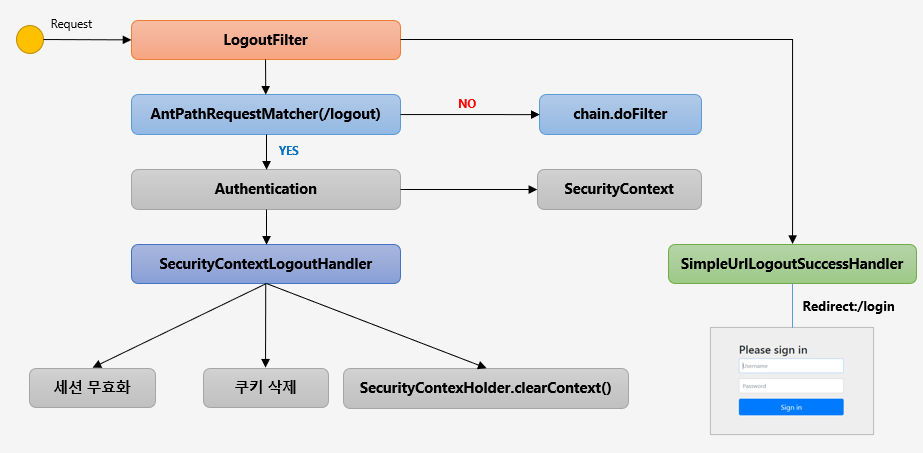 Request
LogoutFilter
AntPathRequestMatcher(/logout)
NO
chain.doFilter
YES
Authentication
SecurityContext
SecurityContextLogoutHandler
SimpleUrlLogoutSuccessHandler
Redirect:/login
Please sign in
Username
Password
Sign in
세션 무효화
쿠키 삭제
SecurityContexHolder.clearContext()